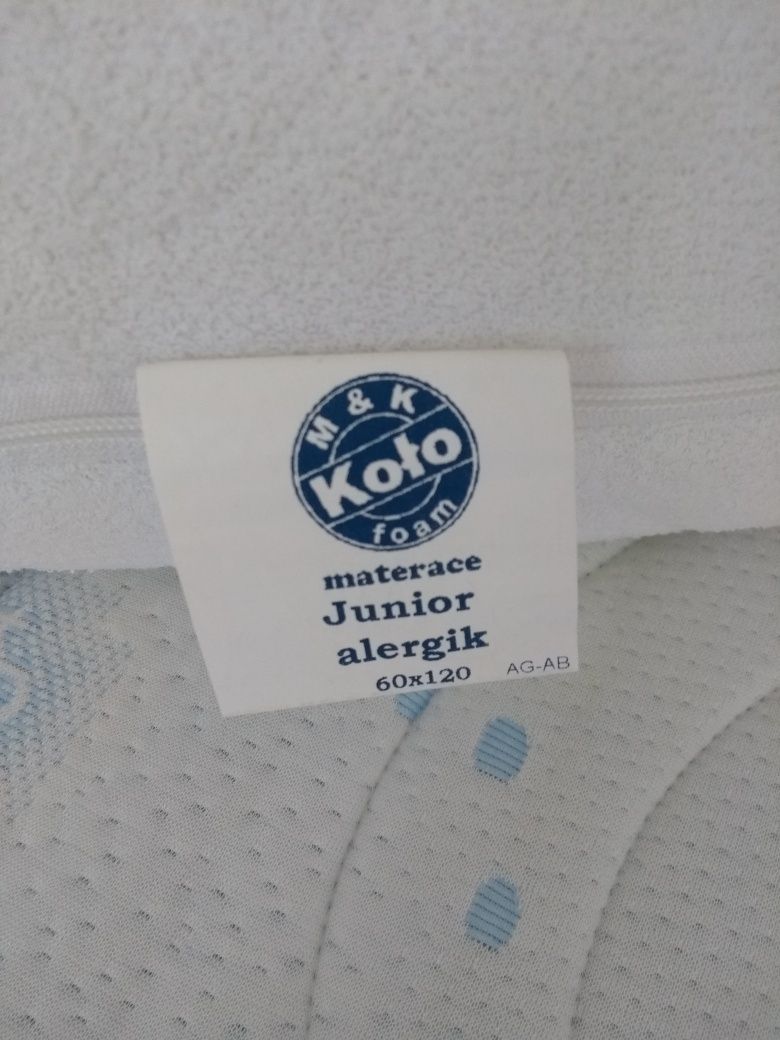 M & K
Koło
foam
materace
Junior
alergik
60x120
AG-AB